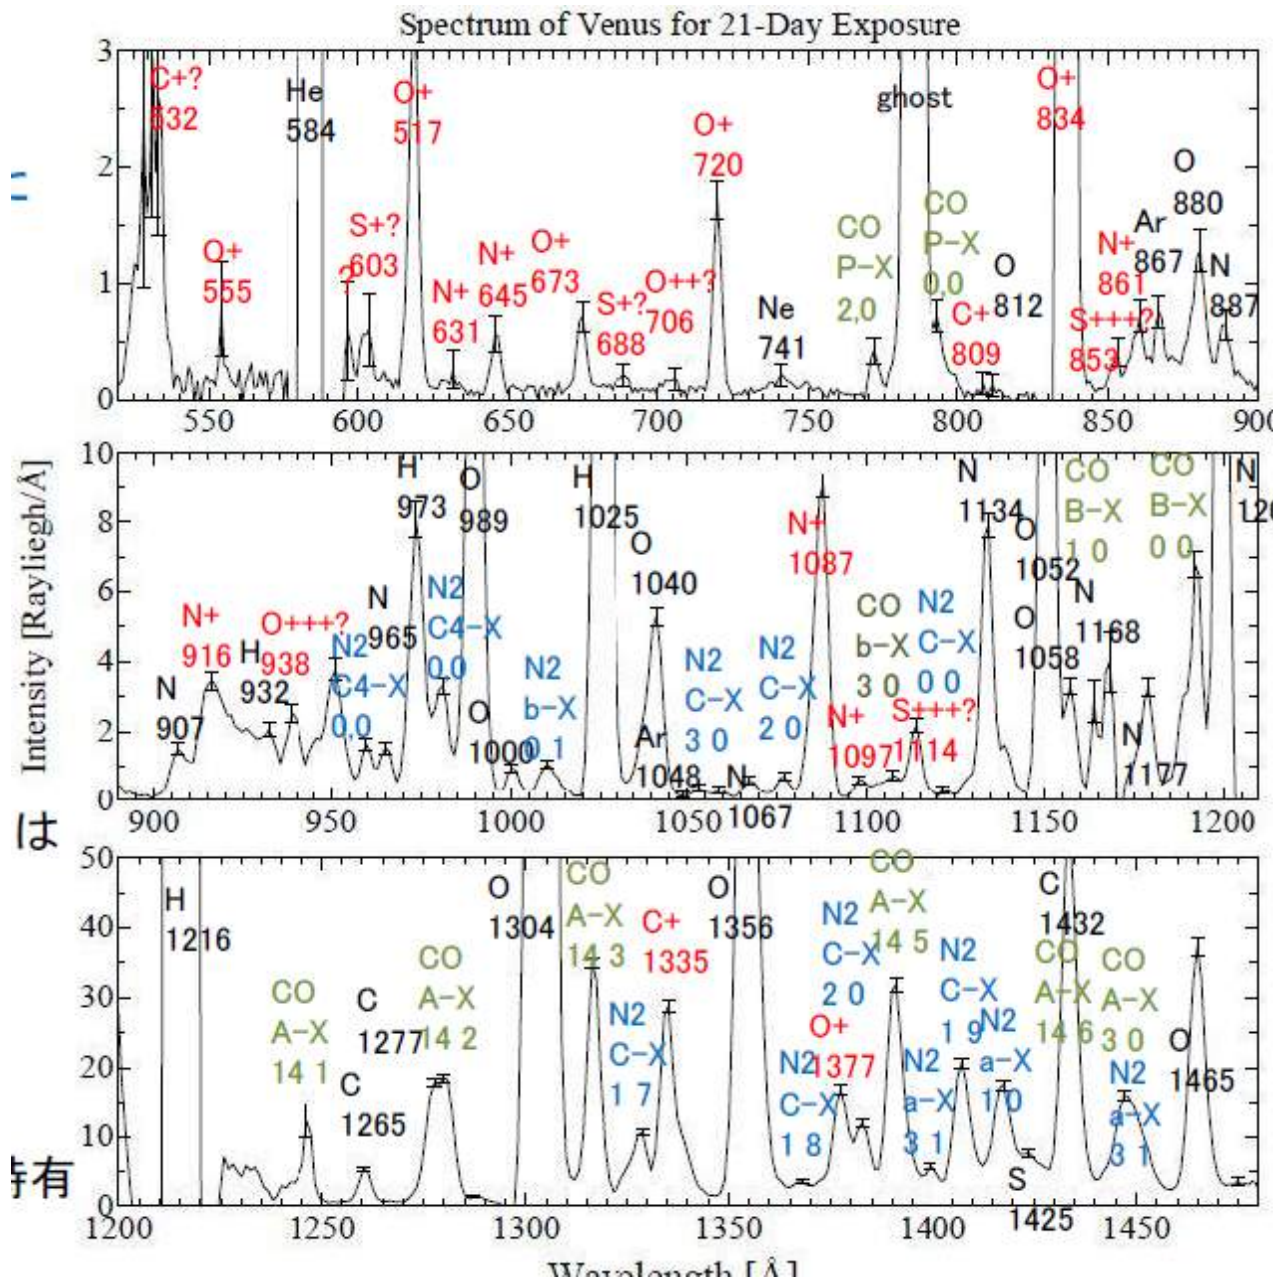 Spectrum of Venus for 21-Day Exposure
Intensity [Rayliegh/Å]
3
2
1
0
C+?
532
He
584
O+
517
O+
720
ghost
O+
834
O
880
O+
555
?
S+?
603
N+
631
N+
645
O+
673
S+?
688
O++?
706
Ne
741
CO
P-X
2,0
CO
P-X
0,0
C+
809
O
812
S+++?
853
N+
861
Ar
867
N
887
550
600
650
700
750
800
850
900
10
8
6
4
2
0
N
907
N+
916
H
932
O+++?
938
N2
C4-X
0,0
N
965
H
973
N2
C4-X
0,0
O
989
O
1000
N2
b-X
0 1
H
1025
O
1040
Ar
1048
N2
C-X
3 0
N
1067
N2
C-X
2 0
N+
1087
N+
1097
CO
b-X
3 0
S+++?
1114
N2
C-X
0 0
N
1134
O
1052
O
1058
CO
B-X
1 0
N
1168
N
1177
CO
B-X
0 0
N
900
950
1000
1050
1100
1150
1200
は
50
40
30
20
10
0
H
1216
CO
A-X
14 1
C
1265
C
1277
CO
A-X
14 2
O
1304
CO
A-X
14 3
N2
C-X
1 7
C+
1335
O
1356
N2
C-X
1 8
O+
1377
N2
C-X
2 0
CO
A-X
14 5
N2
a-X
3 1
N2
C-X
1 9
N2
a-X
1 0
S
1425
C
1432
CO
A-X
14 6
CO
A-X
3 0
N2
a-X
3 1
O
1465
有
1200
1250
1300
1350
1400
1450
Wavelength [Å]